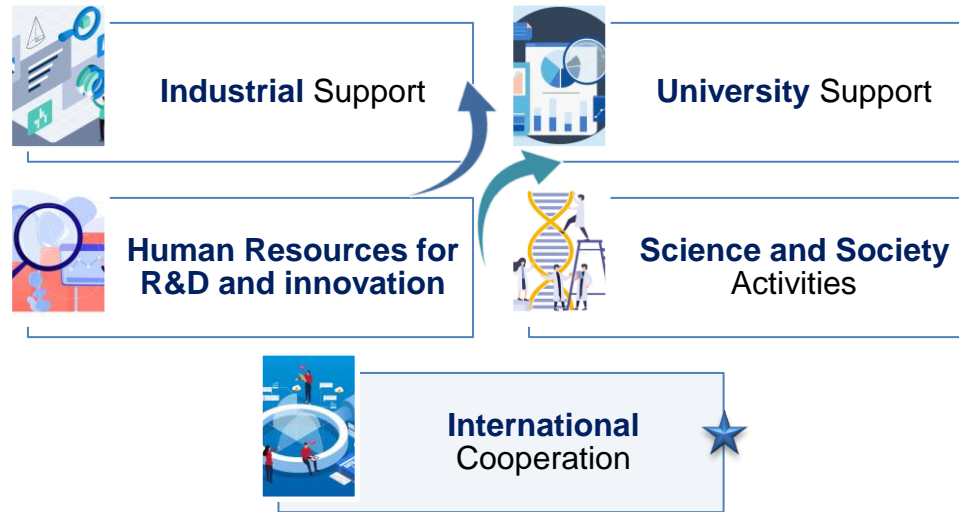 Industrial Support
University Support
Human Resources for
R&D and innovation
Science and Society
Activities
International
Cooperation